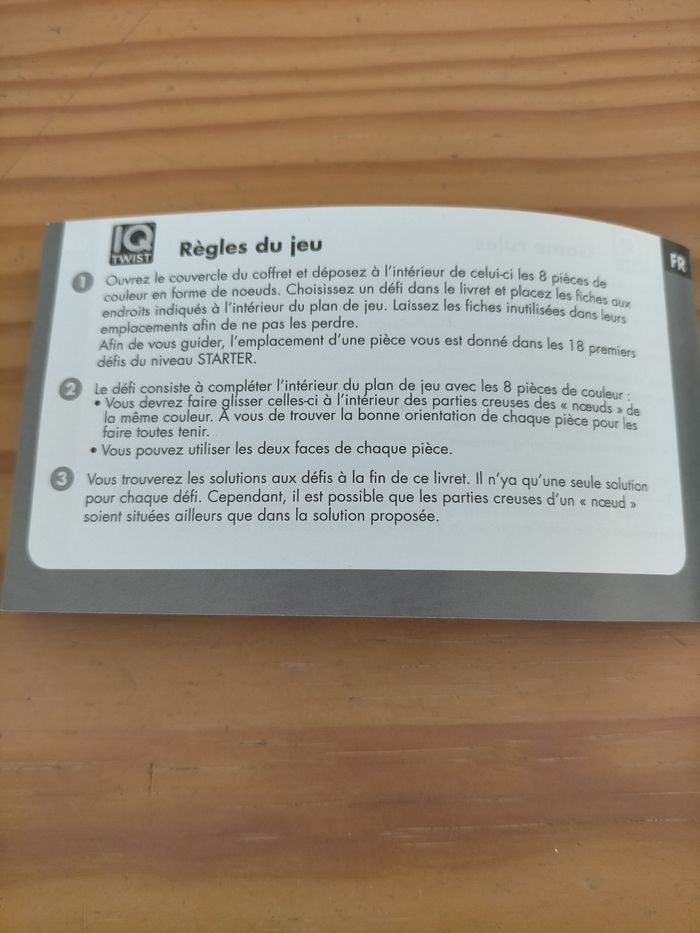 IQ
TWIST
Règles du jeu
FR
1 Ouvrez le couvercle du coffret et déposez à l'intérieur de celui-ci les 8 pièces de
couleur en forme de noeuds. Choisissez un défi dans le livret et placez les fiches aux
endroits indiqués à l'intérieur du plan de jeu. Laissez les fiches inutilisées dans leurs
emplacements afin de ne pas les perdre.
Afin de vous guider, l'emplacement d'une pièce vous est donné dans les 18 premiers
défis du niveau STARTER.
2 Le défi consiste à compléter l'intérieur du plan de jeu avec les 8 pièces de couleur :
• Vous devrez faire glisser celles-ci à l'intérieur des parties creuses des « nœuds » de
la même couleur. À vous de trouver la bonne orientation de chaque pièce pour les
faire toutes tenir.
• Vous pouvez utiliser les deux faces de chaque pièce.
3 Vous trouverez les solutions aux défis à la fin de ce livret. Il n'ya qu'une seule solution
pour chaque défi. Cependant, il est possible que les parties creuses d'un « nœud »
soient situées ailleurs que dans la solution proposée.